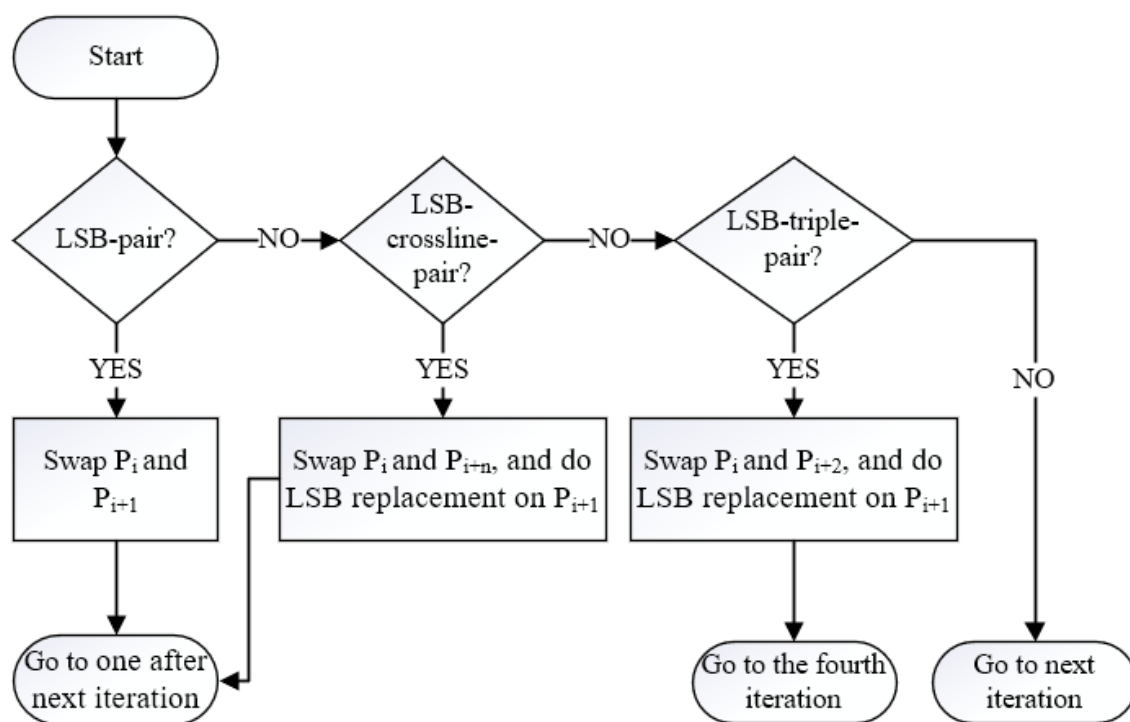 Start
LSB-pair?
NO
LSB-
crossline-
pair?
NO
LSB-triple-
pair?
YES
YES
YES
NO
Swap Pᵢ and
Pᵢ₊₁
Swap Pᵢ and Pᵢ₊ₙ, and do
LSB replacement on Pᵢ₊₁
Swap Pᵢ and Pᵢ₊₂, and do
LSB replacement on Pᵢ₊₁
Go to one after
next iteration
Go to the fourth
iteration
Go to next
iteration